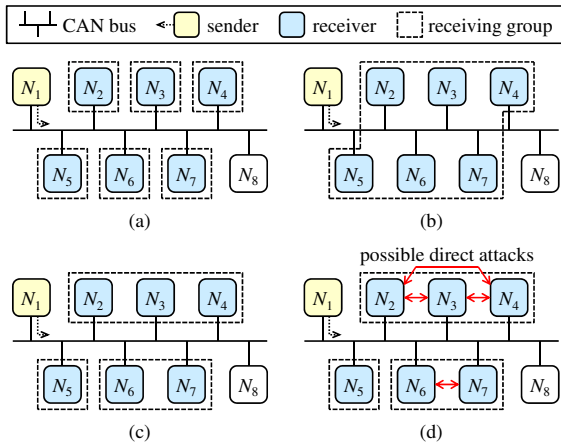 CAN bus sender receiver receiving group
N1 N2 N3 N4
N5 N6 N7 N8
(a)
N1 N2 N3 N4
N5 N6 N7 N8
(b)
N1 N2 N3 N4
N5 N6 N7 N8
(c)
possible direct attacks
N1 N2 N3 N4
N5 N6 N7 N8
(d)